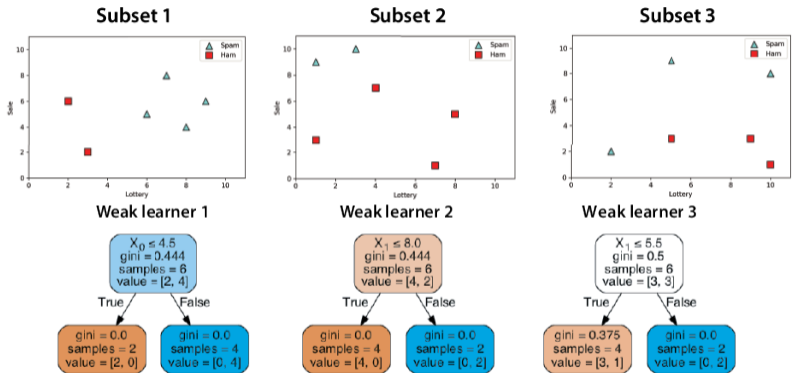 Subset 1
Subset 2
Subset 3
Spam
Ham
10
8
6
4
2
0
Sale
0
2
4
6
8
10
Lottery
Spam
Ham
10
8
6
4
2
0
Sale
0
2
4
6
8
10
Lottery
Spam
Ham
10
8
6
4
2
0
Sale
0
2
4
6
8
10
Lottery
Weak learner 1
Weak learner 2
Weak learner 3
X₀ ≤ 4.5
gini = 0.444
samples = 6
value = [2, 4]
True
False
gini = 0.0
samples = 2
value = [2, 0]
gini = 0.0
samples = 4
value = [0, 4]
X₁ ≤ 8.0
gini = 0.444
samples = 6
value = [4, 2]
True
False
gini = 0.0
samples = 4
value = [4, 0]
gini = 0.0
samples = 2
value = [0, 2]
X₁ ≤ 5.5
gini = 0.5
samples = 6
value = [3, 3]
True
False
gini = 0.375
samples = 4
value = [3, 1]
gini = 0.0
samples = 2
value = [0, 2]